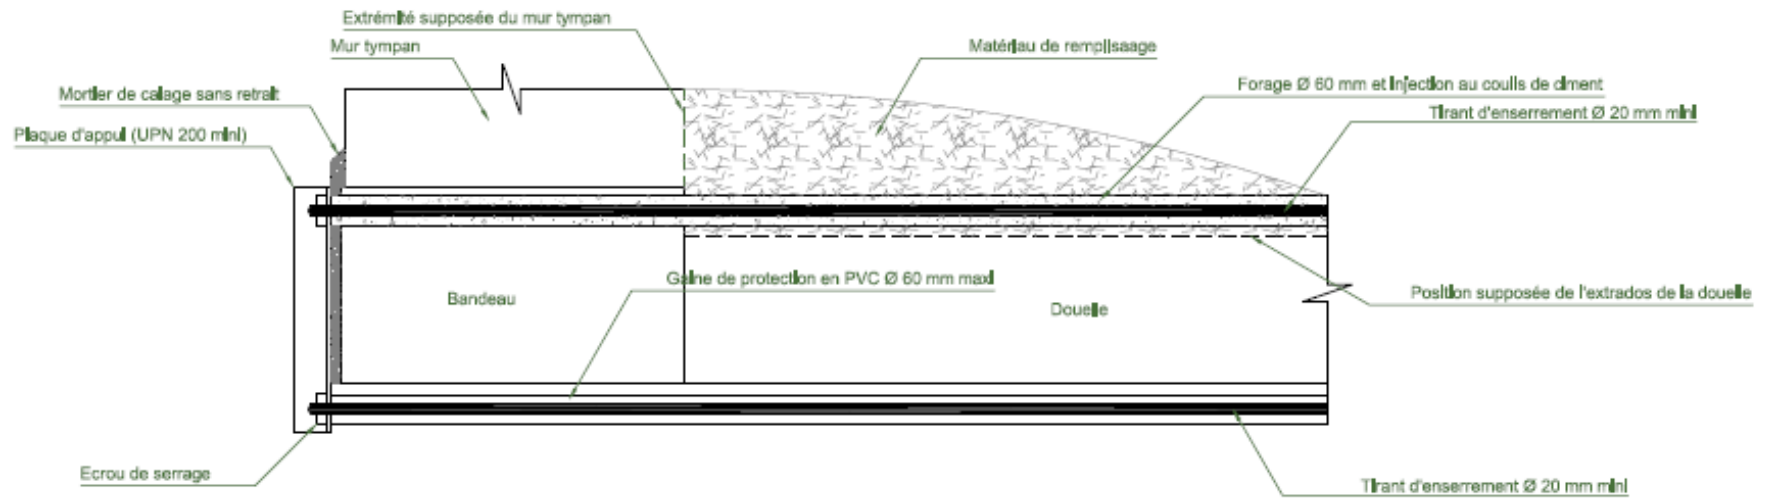 Extrémité supposée du mur tympan
Mur tympan
Matériau de remplisaage
Mortier de calage sans retrait
Forage Ø 60 mm et injection au coulis de ciment
Tirant d'enserrement Ø 20 mm mini
Plaque d'appui (UPN 200 mini)
Gaine de protection en PVC Ø 60 mm maxi
Bandeau
Position supposée de l'extrados de la douelle
Douelle
Ecrou de serrage
Tirant d'enserrement Ø 20 mm mini